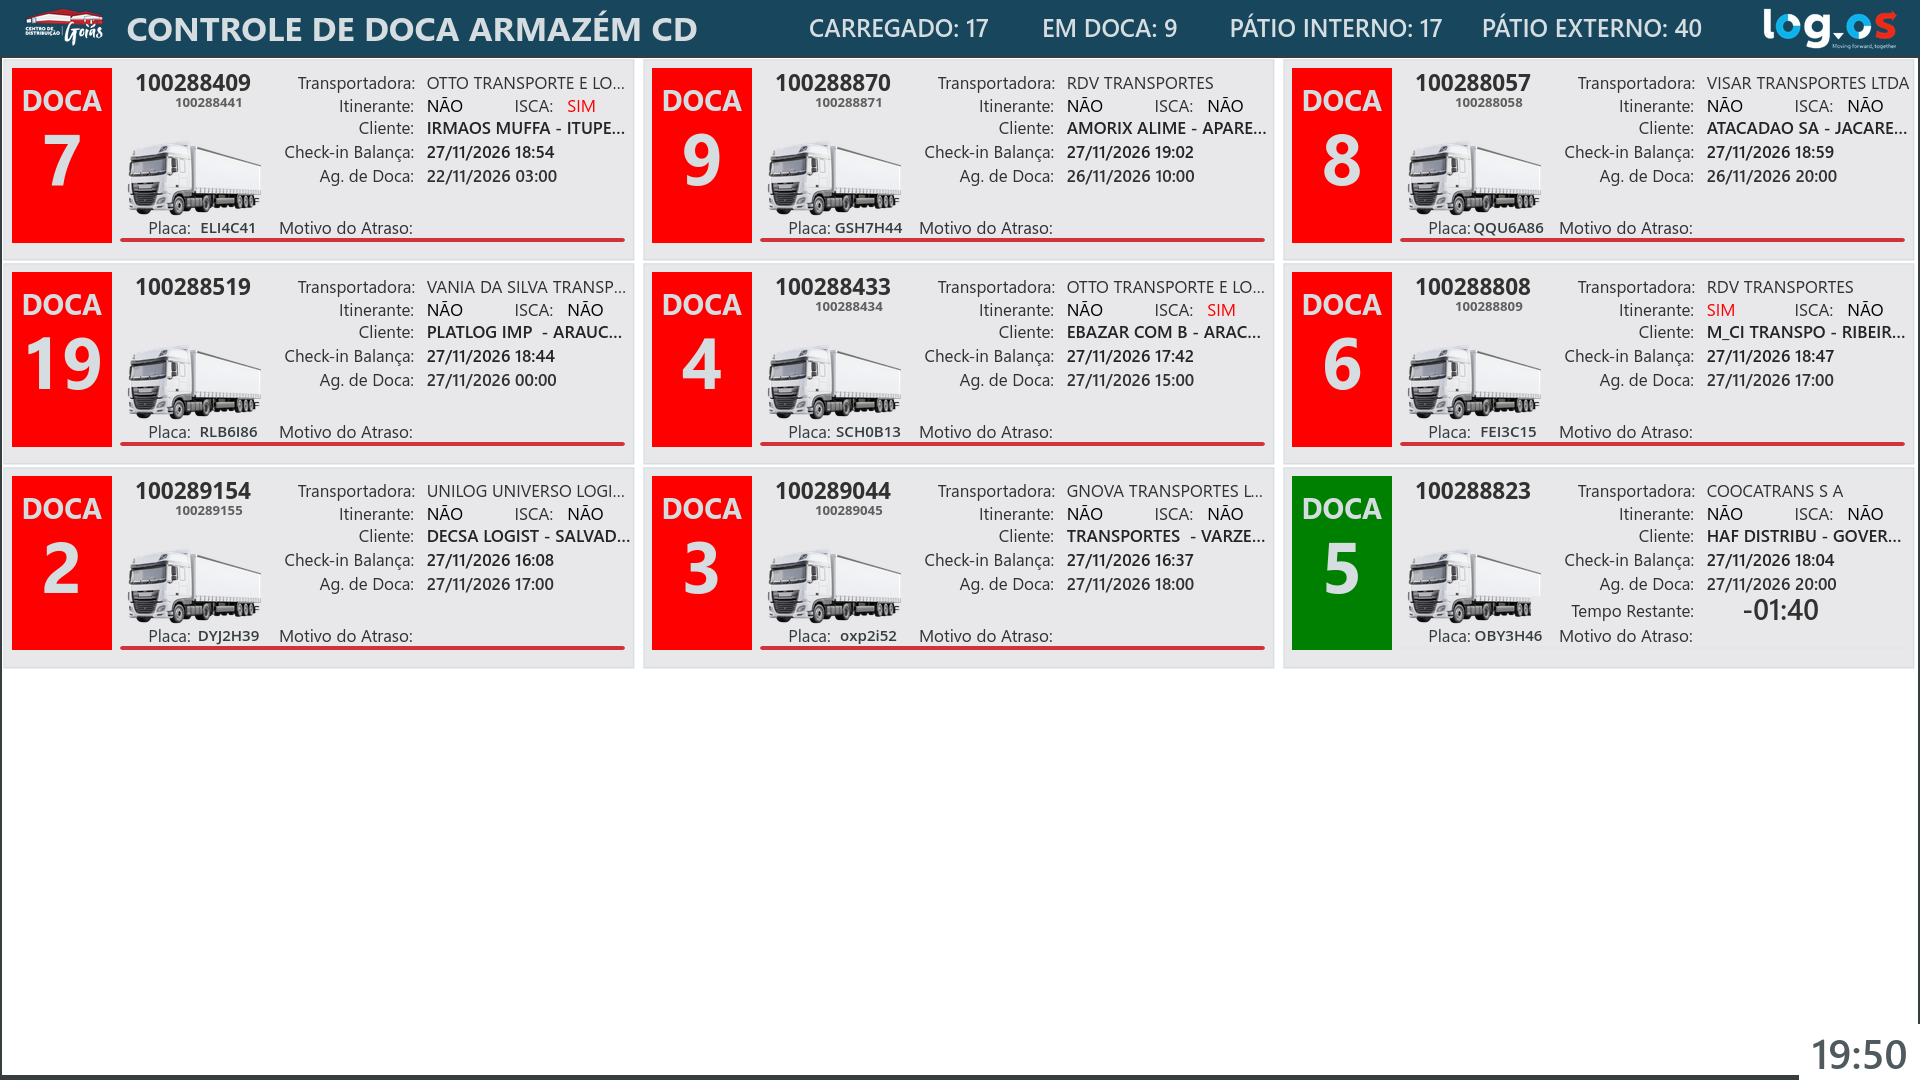 CENTRO DE DISTRIBUIÇÃO Goiás
CONTROLE DE DOCA ARMAZÉM CD
CARREGADO: 17
EM DOCA: 9
PÁTIO INTERNO: 17
PÁTIO EXTERNO: 40
log.os
Moving forward, together
DOCA
7
100288409
100288441
Transportadora: OTTO TRANSPORTE E LO...
Itinerante: NÃO ISCA: SIM
Cliente: IRMAOS MUFFA - ITUPE...
Check-in Balança: 27/11/2026 18:54
Ag. de Doca: 22/11/2026 03:00
Placa: ELI4C41 Motivo do Atraso:
DOCA
9
100288870
100288871
Transportadora: RDV TRANSPORTES
Itinerante: NÃO ISCA: NÃO
Cliente: AMORIX ALIME - APARE...
Check-in Balança: 27/11/2026 19:02
Ag. de Doca: 26/11/2026 10:00
Placa: GSH7H44 Motivo do Atraso:
DOCA
8
100288057
100288058
Transportadora: VISAR TRANSPORTES LTDA
Itinerante: NÃO ISCA: NÃO
Cliente: ATACADAO SA - JACARE...
Check-in Balança: 27/11/2026 18:59
Ag. de Doca: 26/11/2026 20:00
Placa: QQU6A86 Motivo do Atraso:
DOCA
19
100288519
Transportadora: VANIA DA SILVA TRANSP...
Itinerante: NÃO ISCA: NÃO
Cliente: PLATLOG IMP - ARAUC...
Check-in Balança: 27/11/2026 18:44
Ag. de Doca: 27/11/2026 00:00
Placa: RLB6I86 Motivo do Atraso:
DOCA
4
100288433
100288434
Transportadora: OTTO TRANSPORTE E LO...
Itinerante: NÃO ISCA: SIM
Cliente: EBAZAR COM B - ARAC...
Check-in Balança: 27/11/2026 17:42
Ag. de Doca: 27/11/2026 15:00
Placa: SCH0B13 Motivo do Atraso:
DOCA
6
100288808
100288809
Transportadora: RDV TRANSPORTES
Itinerante: SIM ISCA: NÃO
Cliente: M_CI TRANSPO - RIBEIR...
Check-in Balança: 27/11/2026 18:47
Ag. de Doca: 27/11/2026 17:00
Placa: FEI3C15 Motivo do Atraso:
DOCA
2
100289154
100289155
Transportadora: UNILOG UNIVERSO LOGI...
Itinerante: NÃO ISCA: NÃO
Cliente: DECSA LOGIST - SALVAD...
Check-in Balança: 27/11/2026 16:08
Ag. de Doca: 27/11/2026 17:00
Placa: DYJ2H39 Motivo do Atraso:
DOCA
3
100289044
100289045
Transportadora: GNOVA TRANSPORTES L...
Itinerante: NÃO ISCA: NÃO
Cliente: TRANSPORTES - VARZE...
Check-in Balança: 27/11/2026 16:37
Ag. de Doca: 27/11/2026 18:00
Placa: oxp2i52 Motivo do Atraso:
DOCA
5
100288823
Transportadora: COOCATRANS S A
Itinerante: NÃO ISCA: NÃO
Cliente: HAF DISTRIBU - GOVER...
Check-in Balança: 27/11/2026 18:04
Ag. de Doca: 27/11/2026 20:00
Tempo Restante: -01:40
Placa: OBY3H46 Motivo do Atraso:
19:50